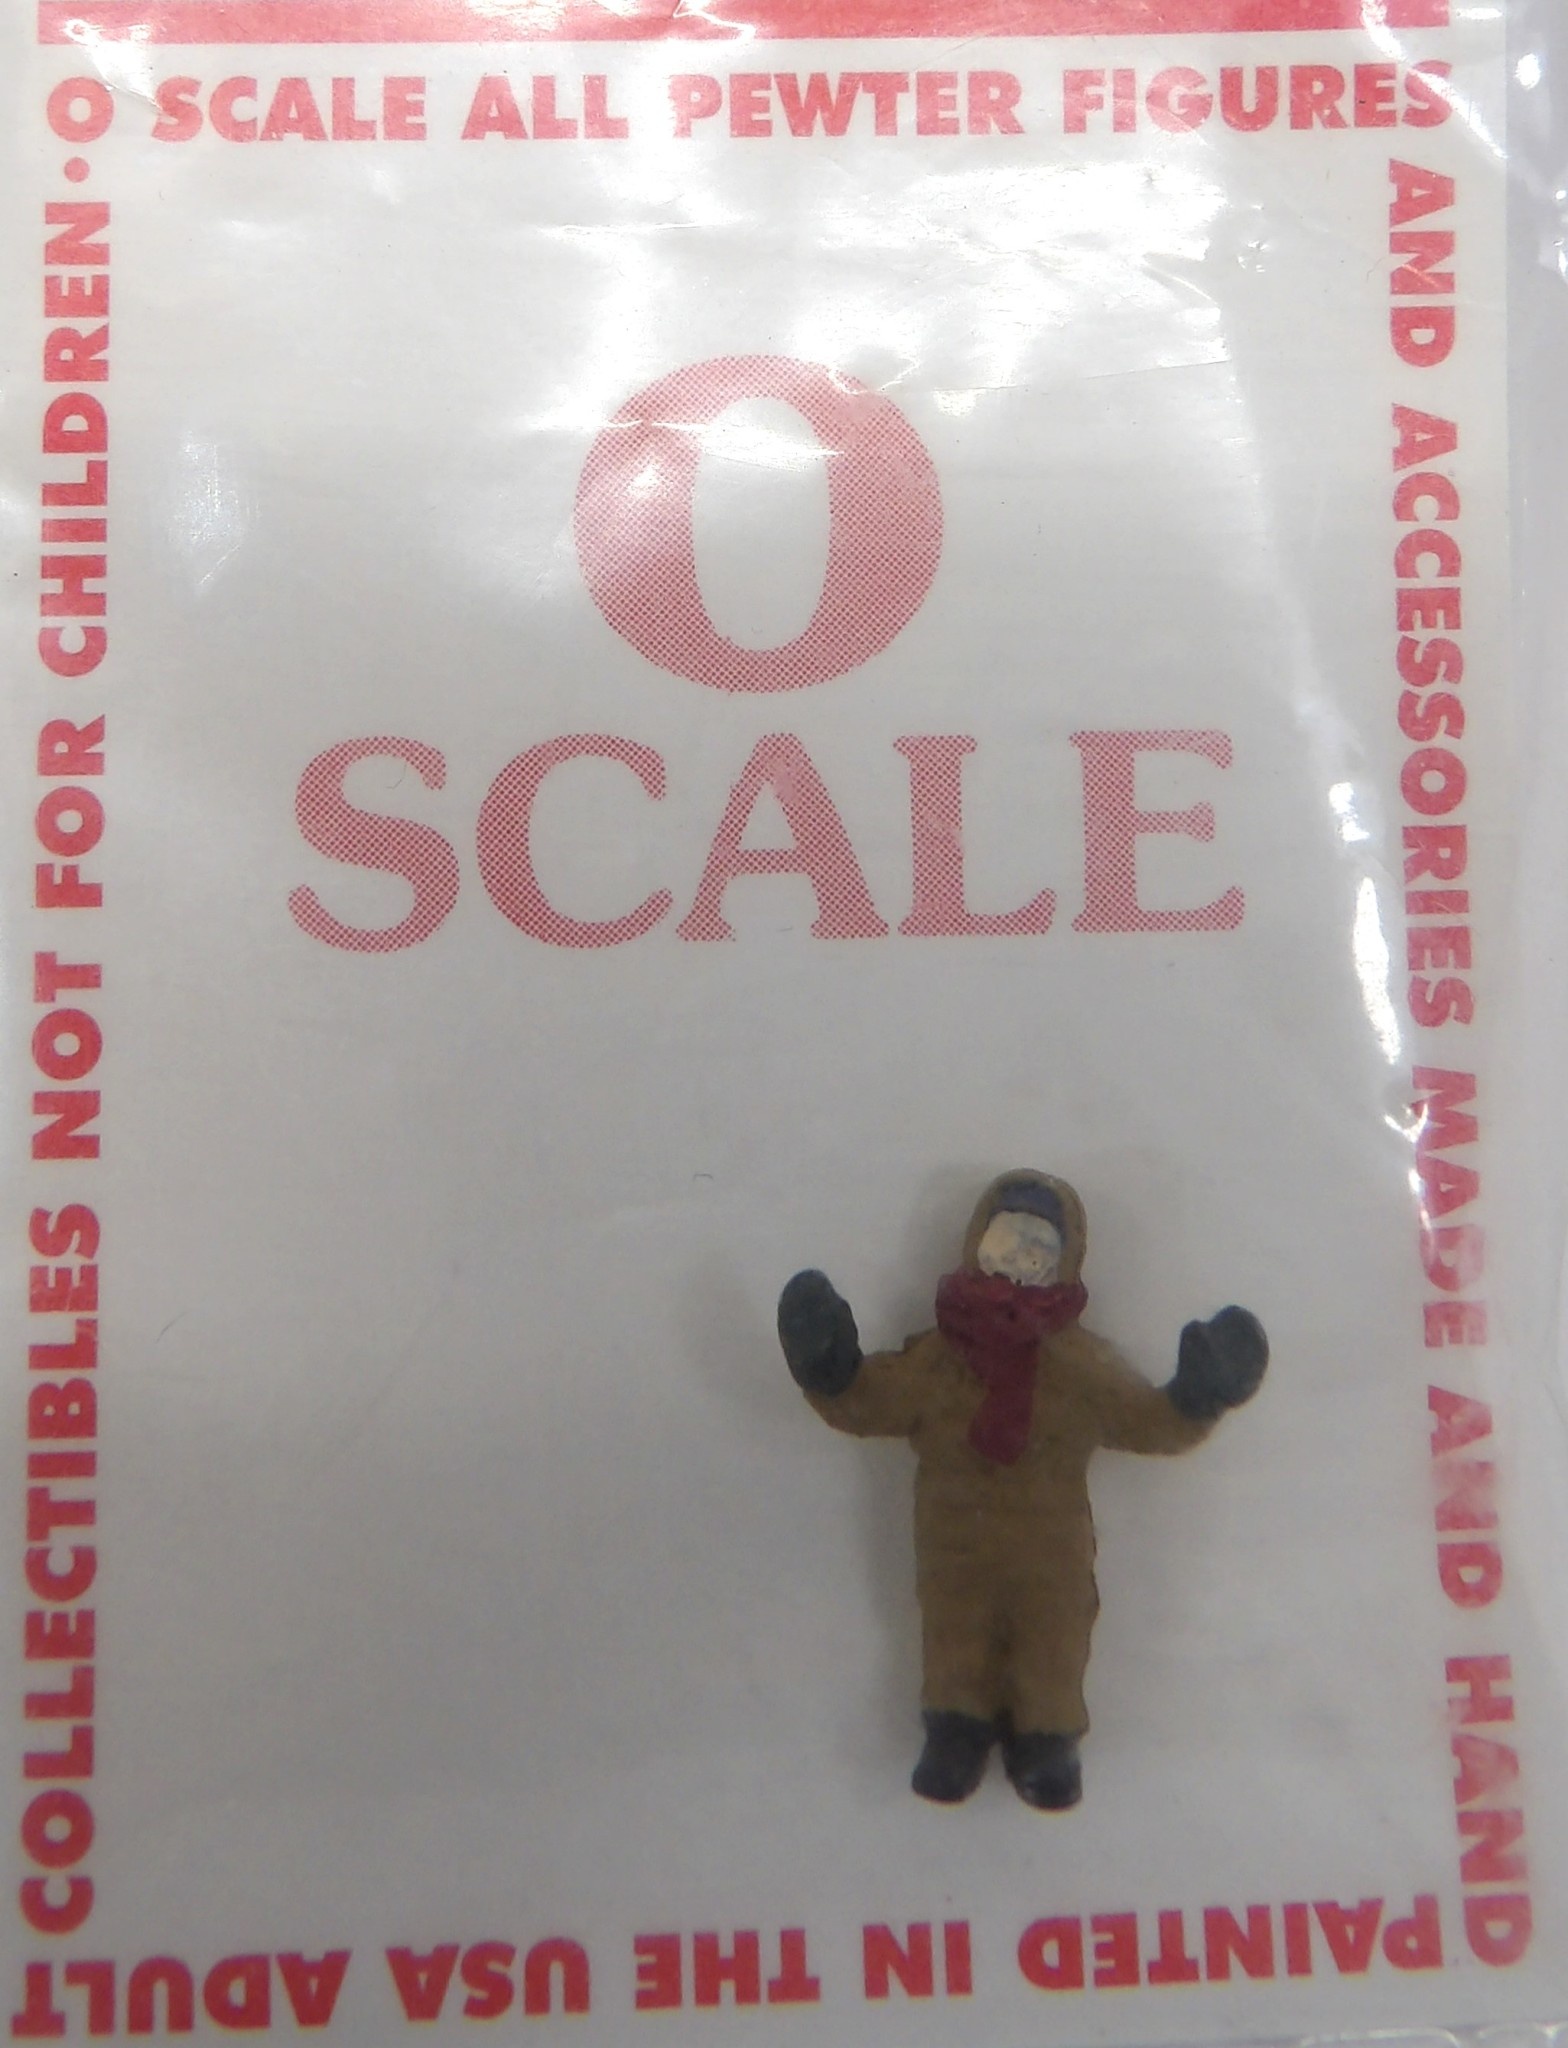 O SCALE ALL PEWTER FIGURES
AND ACCESSORIES MADE AND HAND
PAINTED IN THE USA ADULT
COLLECTIBLES NOT FOR CHILDREN •
O
SCALE